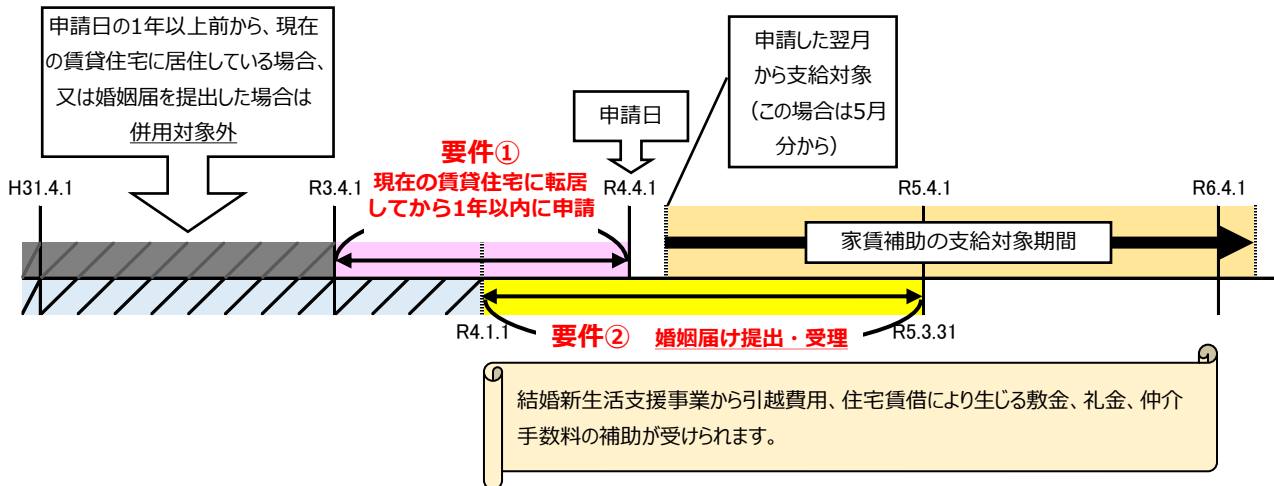 申請日の1年以上前から、現在
の賃貸住宅に居住している場合、
又は婚姻届を提出した場合は
併用対象外
申請した翌月
から支給対象
（この場合は5月
分から）
申請日
要件①
現在の賃貸住宅に転居
してから1年以内に申請
H31.4.1
R3.4.1
R4.4.1
R5.4.1
R6.4.1
家賃補助の支給対象期間
R4.1.1
要件② 婚姻届け提出・受理
R5.3.31
結婚新生活支援事業から引越費用、住宅賃借により生じる敷金、礼金、仲介
手数料の補助が受けられます。